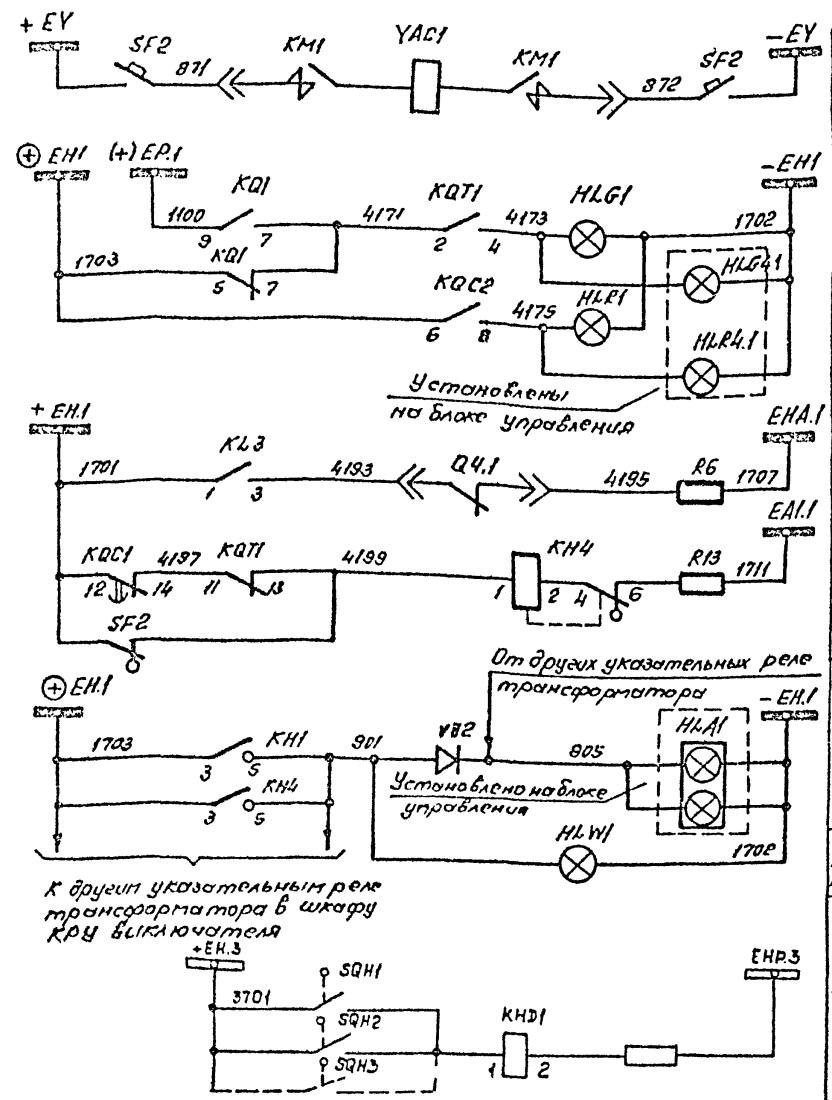 + EY
SF2
871
KM1
YAC1
KM1
872
SF2
- EY
⊕ EH1
(+) EP.1
1100
KQ1
9
7
4171
KQT1
2
4
4173
HLG1
- EH1
1702
1703
KQ1
5
7
HLG4.1
KQC2
6
8
4175
HLR1
HLR4.1
Установлены
на блоке управления
+ EH.1
1701
KL3
1
3
4193
Q4.1
4195
R6
1707
EHA.1
KQC1
12
14
4197
KQT1
11
13
4199
KH4
1
2
4
6
R13
1711
EA1.1
SF2
⊕ EH.1
От других указательных реле
трансформатора
- EH.1
1703
KH1
3
5
901
VD2
905
HLA1
KH4
3
5
Установлено на блоке
управления
HLW1
1702
К другим указательным реле
трансформатора в шкафу
КРУ выключателя
+EH.3
3701
SQH1
SQH2
SQH3
KHD1
1
2
EHP.3